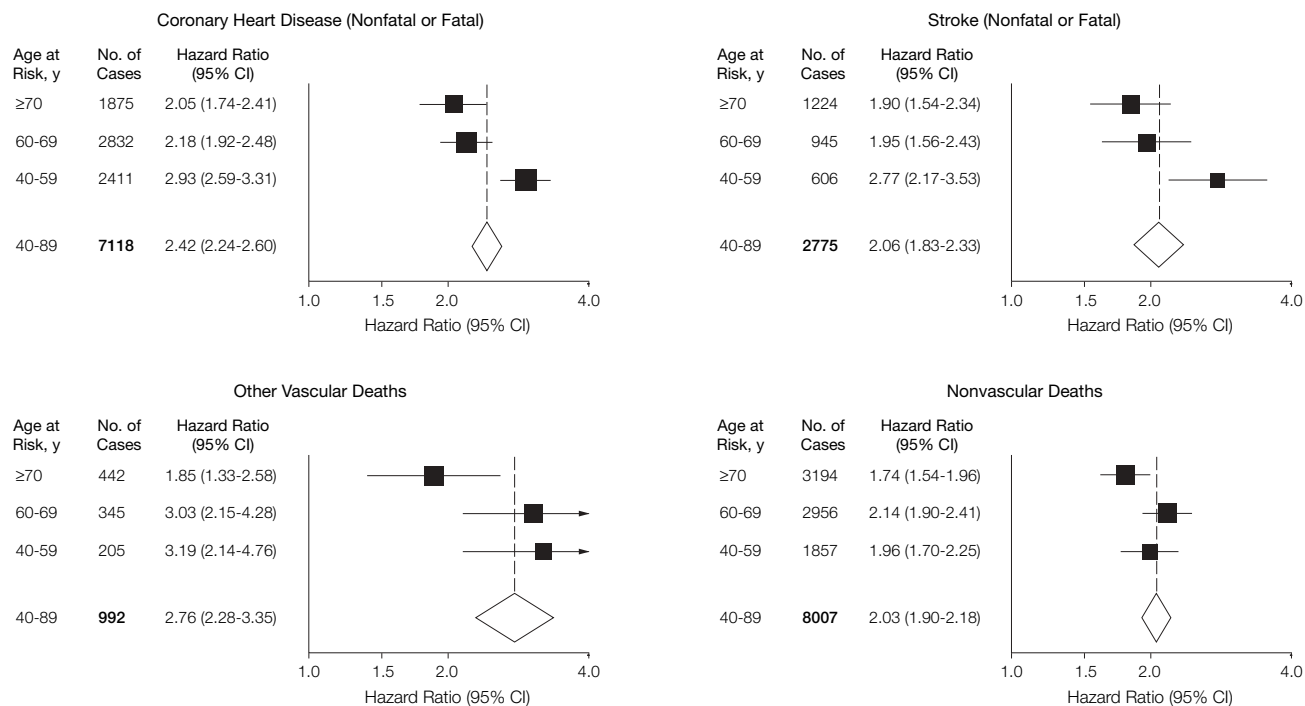 Coronary Heart Disease (Nonfatal or Fatal)
Age at No. of Hazard Ratio
Risk, y Cases (95% CI)
≥70 1875 2.05 (1.74-2.41)
60-69 2832 2.18 (1.92-2.48)
40-59 2411 2.93 (2.59-3.31)
40-89 7118 2.42 (2.24-2.60)
1.0 1.5 2.0 4.0
Hazard Ratio (95% CI)
Stroke (Nonfatal or Fatal)
Age at No. of Hazard Ratio
Risk, y Cases (95% CI)
≥70 1224 1.90 (1.54-2.34)
60-69 945 1.95 (1.56-2.43)
40-59 606 2.77 (2.17-3.53)
40-89 2775 2.06 (1.83-2.33)
1.0 1.5 2.0 4.0
Hazard Ratio (95% CI)
Other Vascular Deaths
Age at No. of Hazard Ratio
Risk, y Cases (95% CI)
≥70 442 1.85 (1.33-2.58)
60-69 345 3.03 (2.15-4.28)
40-59 205 3.19 (2.14-4.76)
40-89 992 2.76 (2.28-3.35)
1.0 1.5 2.0 4.0
Hazard Ratio (95% CI)
Nonvascular Deaths
Age at No. of Hazard Ratio
Risk, y Cases (95% CI)
≥70 3194 1.74 (1.54-1.96)
60-69 2956 2.14 (1.90-2.41)
40-59 1857 1.96 (1.70-2.25)
40-89 8007 2.03 (1.90-2.18)
1.0 1.5 2.0 4.0
Hazard Ratio (95% CI)